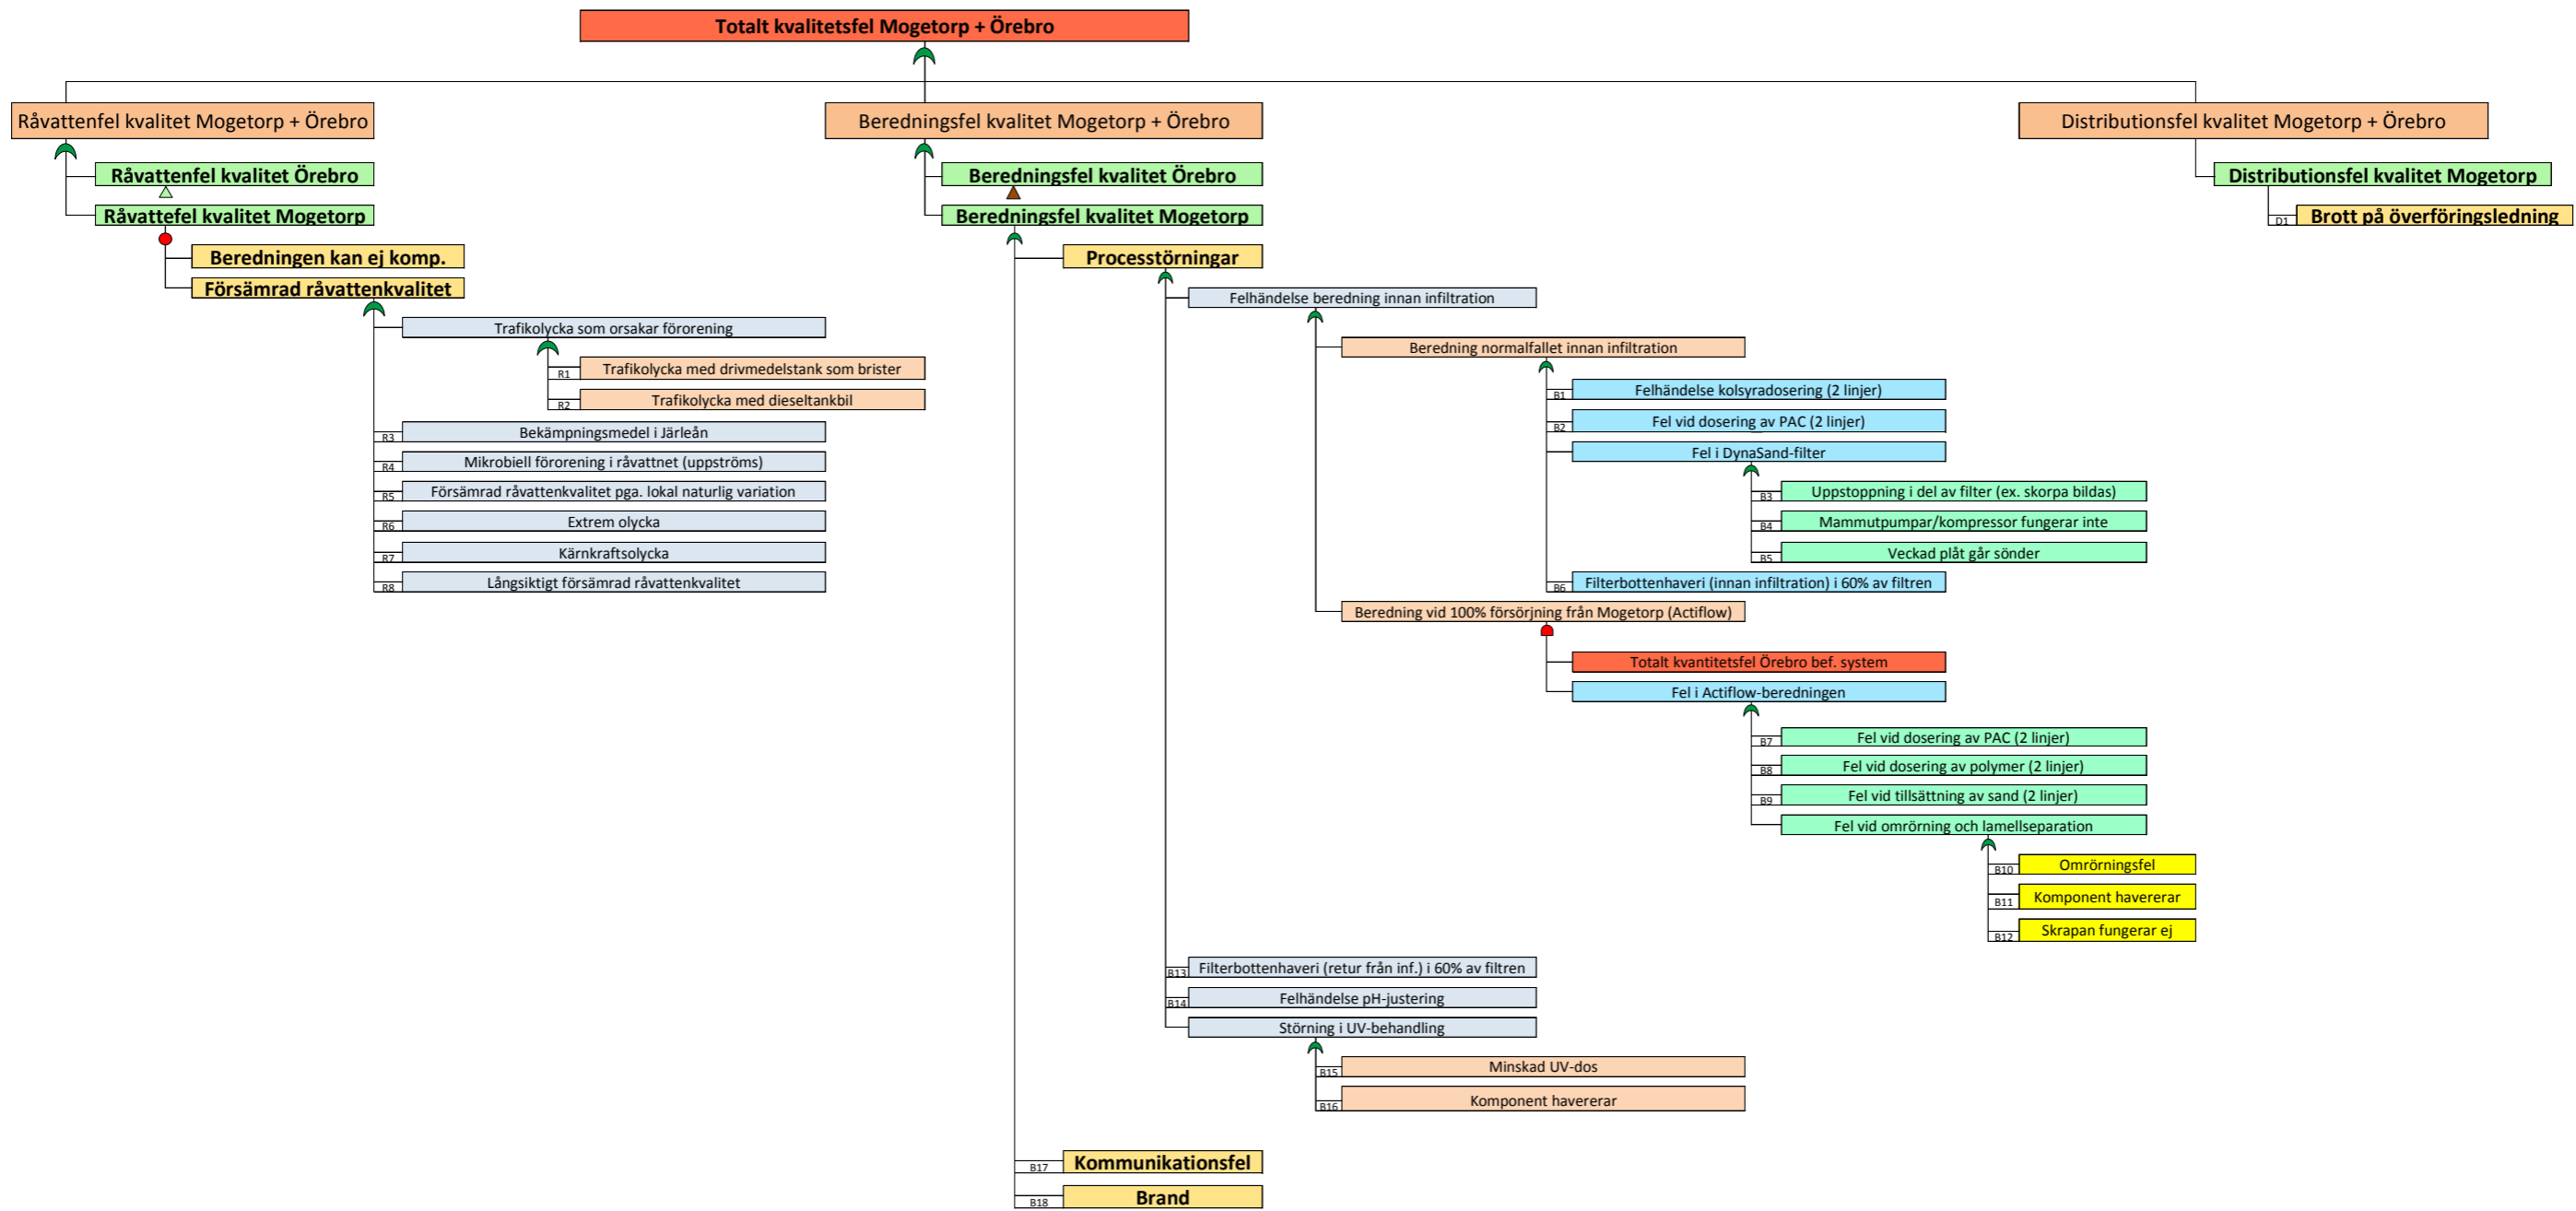 Totalt kvalitetsfel Mogetorp + Örebro
Råvattenfel kvalitet Mogetorp + Örebro
Beredningsfel kvalitet Mogetorp + Örebro
Distributionsfel kvalitet Mogetorp + Örebro
Råvattenfel kvalitet Örebro
Beredningsfel kvalitet Örebro
Distributionsfel kvalitet Mogetorp
Råvattefel kvalitet Mogetorp
Beredningsfel kvalitet Mogetorp
D1 Brott på överföringsledning
Beredningen kan ej komp.
Försämrad råvattenkvalitet
Trafikolycka som orsakar förorening
R1 Trafikolycka med drivmedelstank som brister
R2 Trafikolycka med dieseltankbil
R3 Bekämpningsmedel i Järleån
R4 Mikrobiell förorening i råvattnet (uppströms)
R5 Försämrad råvattenkvalitet pga. lokal naturlig variation
R6 Extrem olycka
R7 Kärnkraftsolycka
R8 Långsiktigt försämrad råvattenkvalitet
Processtörningar
Felhändelse beredning innan infiltration
Beredning normalfallet innan infiltration
B1 Felhändelse kolsyradosering (2 linjer)
B2 Fel vid dosering av PAC (2 linjer)
Fel i DynaSand-filter
B3 Uppstoppning i del av filter (ex. skorpa bildas)
B4 Mammutpumpar/kompressor fungerar inte
B5 Veckad plåt går sönder
B6 Filterbottenhaveri (innan infiltration) i 60% av filtren
Beredning vid 100% försörjning från Mogetorp (Actiflow)
Totalt kvantitetsfel Örebro bef. system
Fel i Actiflow-beredningen
B7 Fel vid dosering av PAC (2 linjer)
B8 Fel vid dosering av polymer (2 linjer)
B9 Fel vid tillsättning av sand (2 linjer)
Fel vid omrörning och lamellseparation
B10 Omrörningsfel
B11 Komponent havererar
B12 Skrapan fungerar ej
B13 Filterbottenhaveri (retur från inf.) i 60% av filtren
B14 Felhändelse pH-justering
Störning i UV-behandling
B15 Minskad UV-dos
B16 Komponent havererar
B17 Kommunikationsfel
B18 Brand